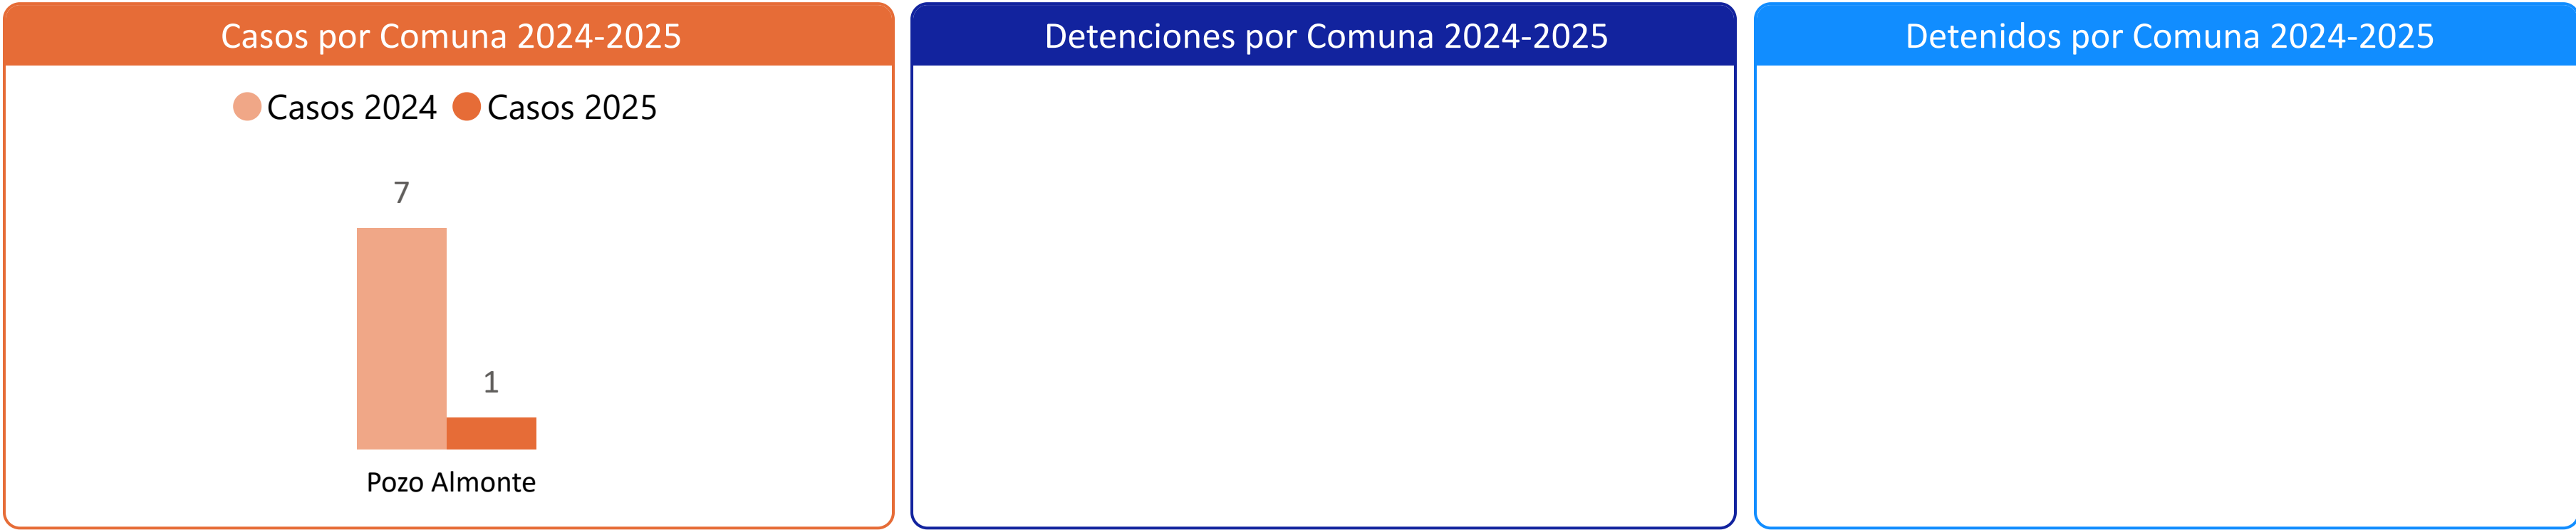 Casos por Comuna 2024-2025
Casos 2024 Casos 2025
7
1
Pozo Almonte
Detenciones por Comuna 2024-2025
Detenidos por Comuna 2024-2025